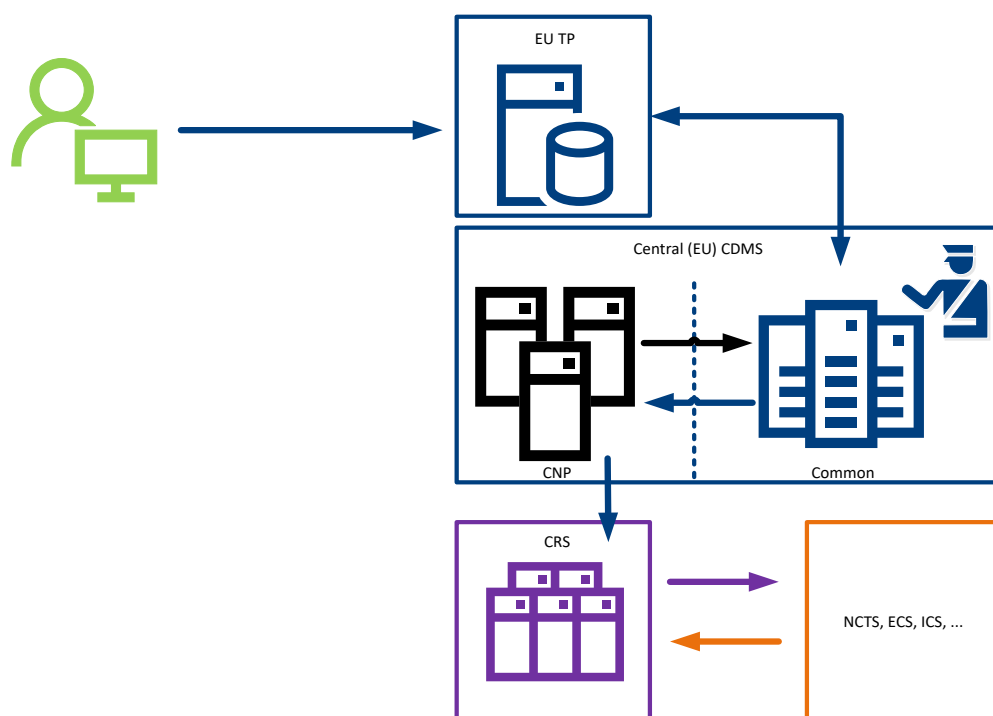 EU TP
Central (EU) CDMS
CNP
Common
CRS
NCTS, ECS, ICS, ...